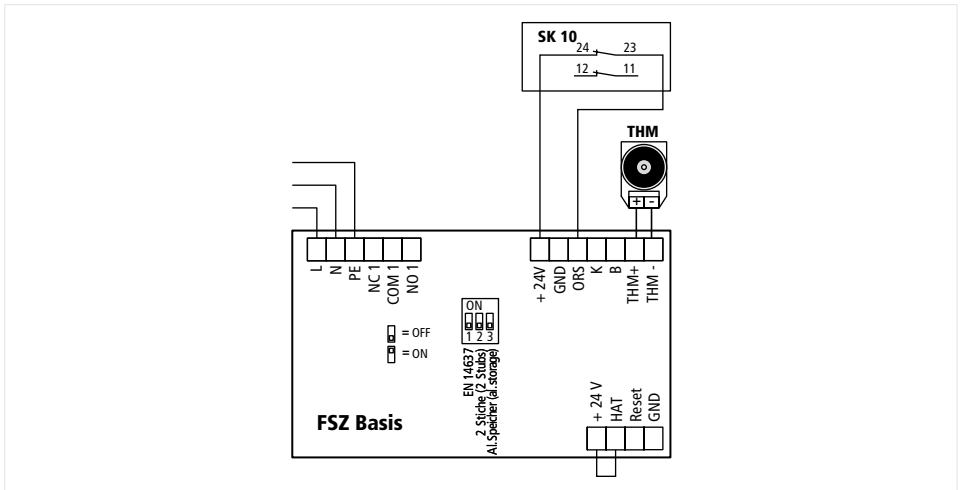 SK 10
24 23
12 11
THM
+ -
L
N
PE
NC 1
COM 1
NO 1
+ 24V
GND
ORS
K
B
THM+
THM -
ON
1 2 3
= OFF
= ON
EN 14637
2 Stiche (2 Stubs)
Al.Speicher (al.storage)
FSZ Basis
+ 24 V
HAT
Reset
GND